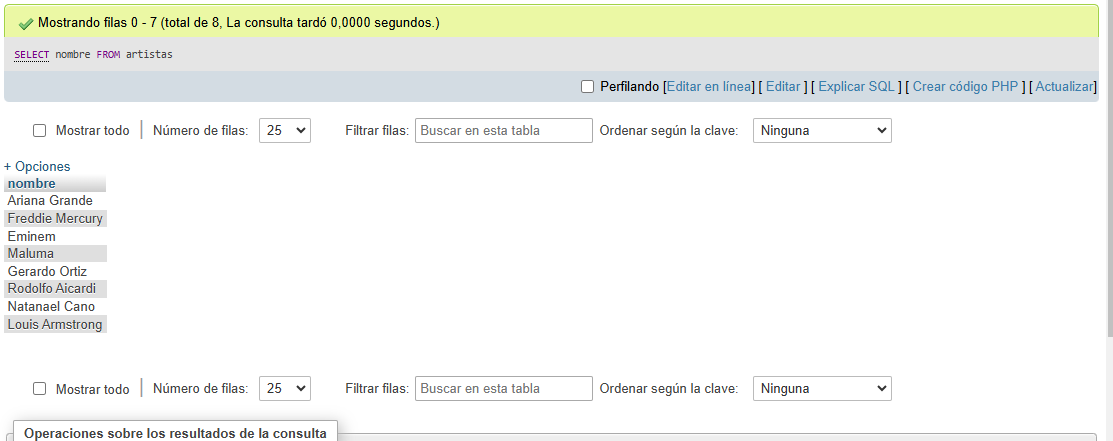 Mostrando filas 0 - 7 (total de 8, La consulta tardó 0,0000 segundos.)
SELECT nombre FROM artistas
Perfilando [Editar en línea] [ Editar ] [ Explicar SQL ] [ Crear código PHP ] [ Actualizar]
Mostrar todo | Número de filas: 25 Filtrar filas: Buscar en esta tabla Ordenar según la clave: Ninguna
+ Opciones
nombre
Ariana Grande
Freddie Mercury
Eminem
Maluma
Gerardo Ortiz
Rodolfo Aicardi
Natanael Cano
Louis Armstrong
Mostrar todo | Número de filas: 25 Filtrar filas: Buscar en esta tabla Ordenar según la clave: Ninguna
Operaciones sobre los resultados de la consulta